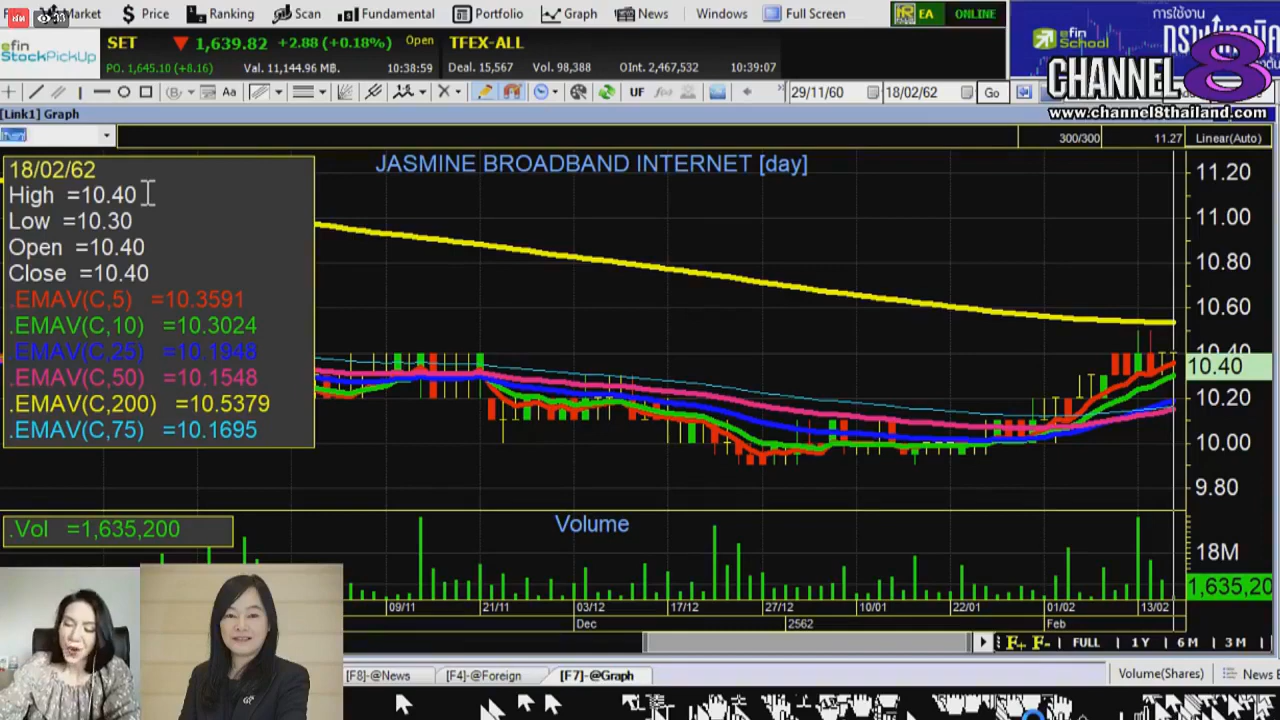 Market $ Price Ranking Scan Fundamental Portfolio Graph News Windows Full Screen EA ONLINE
33
การใช้งาน
efin StockPickUp
SET ▼ 1,639.82 +2.88 (+0.18%) Open TFEX-ALL
PO. 1,645.10 (+8.16) Val. 11,144.96 MB. 10:38:59 Deal. 15,567 Vol. 98,388 OInt. 2,467,532 10:39:07
efin School
CHANNEL 8
www.channel8thailand.com
Aa UF 29/11/60 18/02/62 Go
[Link1] Graph
300/300 11.27 Linear(Auto)
JASMINE BROADBAND INTERNET [day]
18/02/62
High =10.40
Low =10.30
Open =10.40
Close =10.40
.EMAV(C,5) =10.3591
.EMAV(C,10) =10.3024
.EMAV(C,25) =10.1948
.EMAV(C,50) =10.1548
.EMAV(C,200) =10.5379
.EMAV(C,75) =10.1695
11.20
11.00
10.80
10.60
10.40
10.40
10.20
10.00
9.80
.Vol =1,635,200
Volume
18M
1,635,20
09/11 21/11 03/12 17/12 27/12 10/01 22/01 01/02 13/02
Dec 2562 Feb
F+ F- FULL 1Y 6M 3M
[F8]-@News [F4]-@Foreign [F7]-@Graph Volume(Shares) News